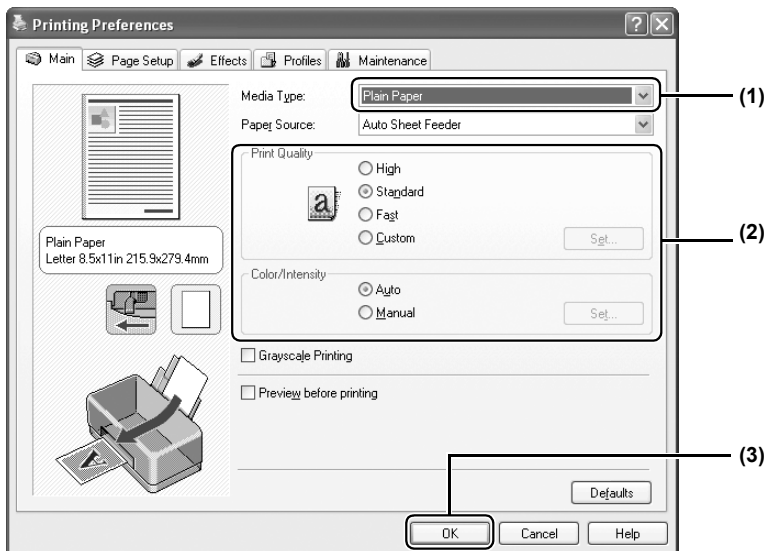 Printing Preferences
Main Page Setup Effects Profiles Maintenance
Media Type: Plain Paper (1)
Paper Source: Auto Sheet Feeder
Print Quality
High
a
Standard
Fast
Custom Set...
(2)
Plain Paper
Letter 8.5x11in 215.9x279.4mm
Color/Intensity
Auto
Manual Set...
Grayscale Printing
Preview before printing
A
(3)
Defaults
OK Cancel Help